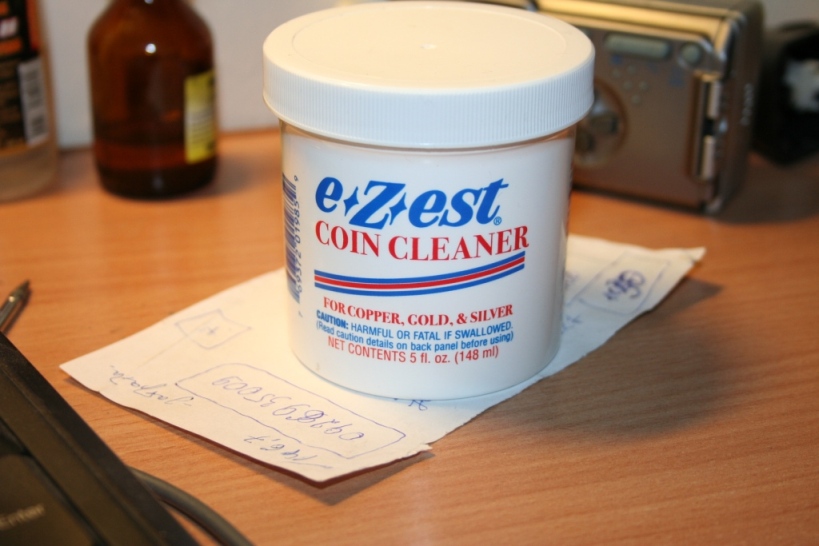 e-Z-est®
COIN CLEANER
FOR COPPER, GOLD, & SILVER
CAUTION: HARMFUL OR FATAL IF SWALLOWED.
(Read caution details on back panel before using)
NET CONTENTS 5 fl. oz. (148 ml)
Enter